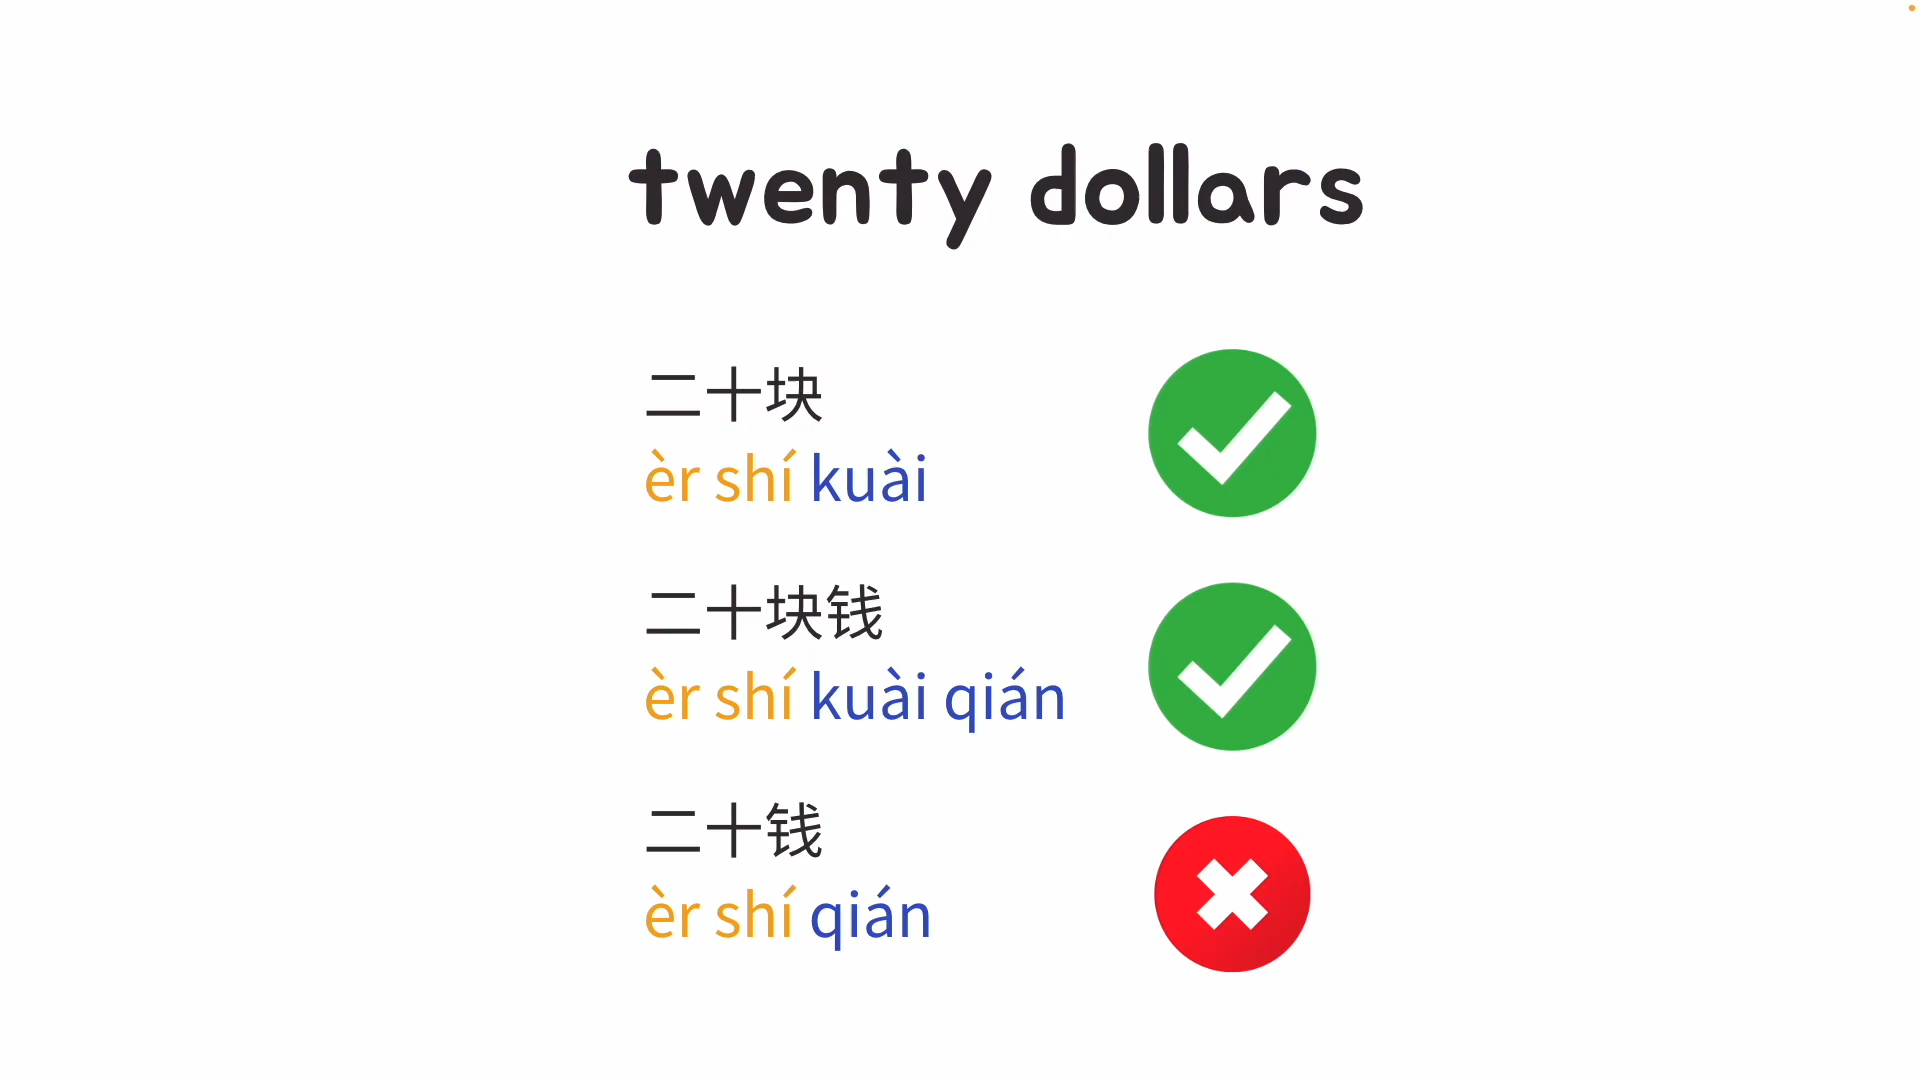 twenty dollars
二十块
èr shí kuài
二十块钱
èr shí kuài qián
二十钱
èr shí qián